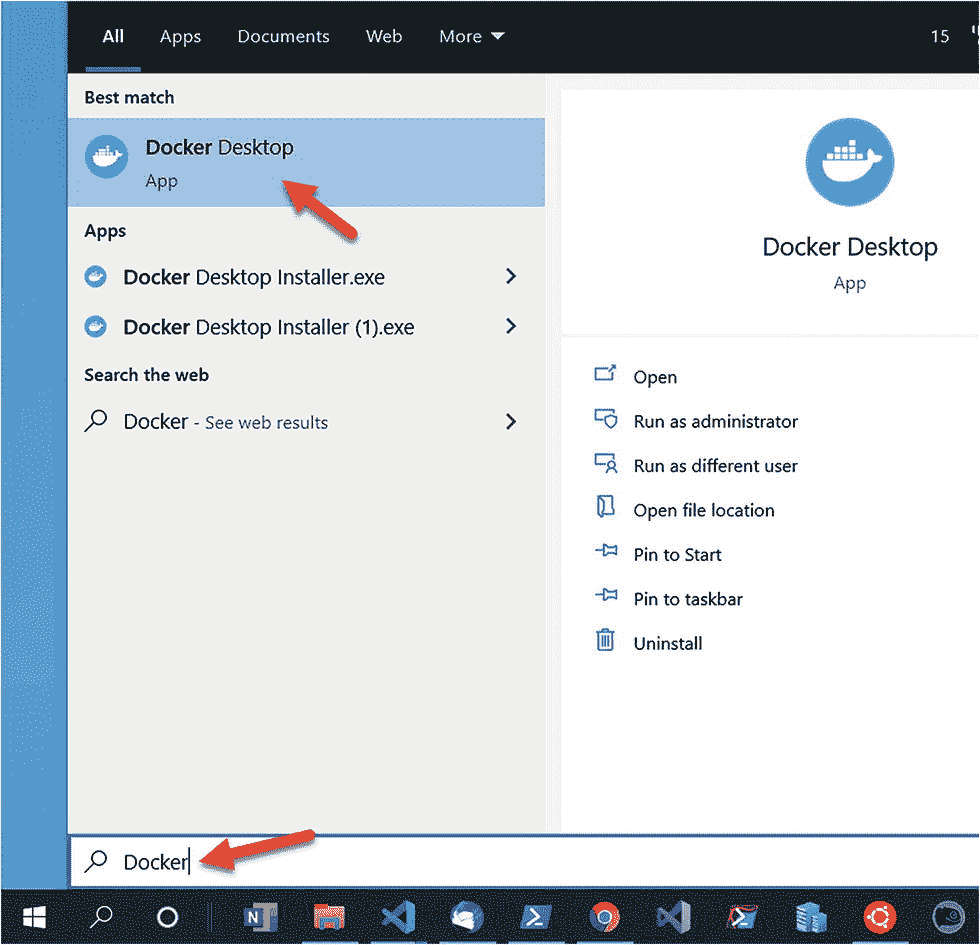 All Apps Documents Web More 15
Best match
Docker Desktop
App
Apps
Docker Desktop Installer.exe
Docker Desktop Installer (1).exe
Search the web
Docker - See web results
Docker Desktop
App
Open
Run as administrator
Run as different user
Open file location
Pin to Start
Pin to taskbar
Uninstall
Docker
N